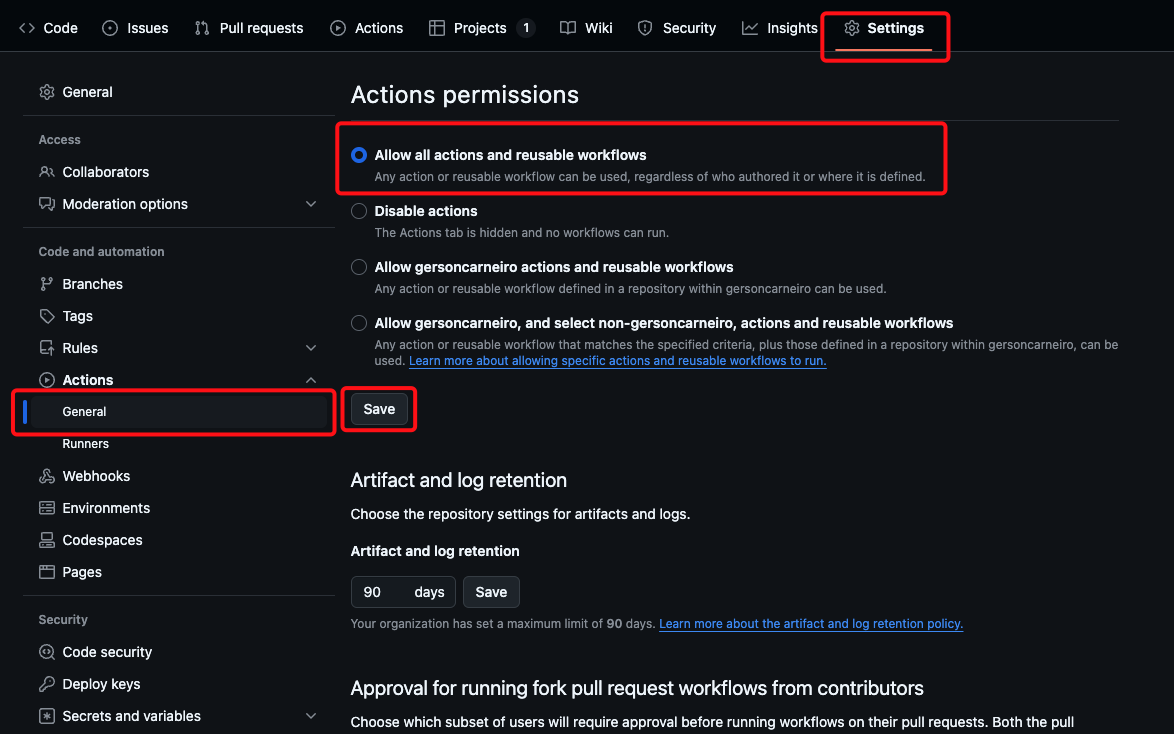 Code Issues Pull requests Actions Projects 1 Wiki Security Insights Settings
General
Access
Collaborators
Moderation options
Code and automation
Branches
Tags
Rules
Actions
General
Runners
Webhooks
Environments
Codespaces
Pages
Security
Code security
Deploy keys
Secrets and variables
Actions permissions
Allow all actions and reusable workflows
Any action or reusable workflow can be used, regardless of who authored it or where it is defined.
Disable actions
The Actions tab is hidden and no workflows can run.
Allow gersoncarneiro actions and reusable workflows
Any action or reusable workflow defined in a repository within gersoncarneiro can be used.
Allow gersoncarneiro, and select non-gersoncarneiro, actions and reusable workflows
Any action or reusable workflow that matches the specified criteria, plus those defined in a repository within gersoncarneiro, can be
used. Learn more about allowing specific actions and reusable workflows to run.
Save
Artifact and log retention
Choose the repository settings for artifacts and logs.
Artifact and log retention
90 days Save
Your organization has set a maximum limit of 90 days. Learn more about the artifact and log retention policy.
Approval for running fork pull request workflows from contributors
Choose which subset of users will require approval before running workflows on their pull requests. Both the pull